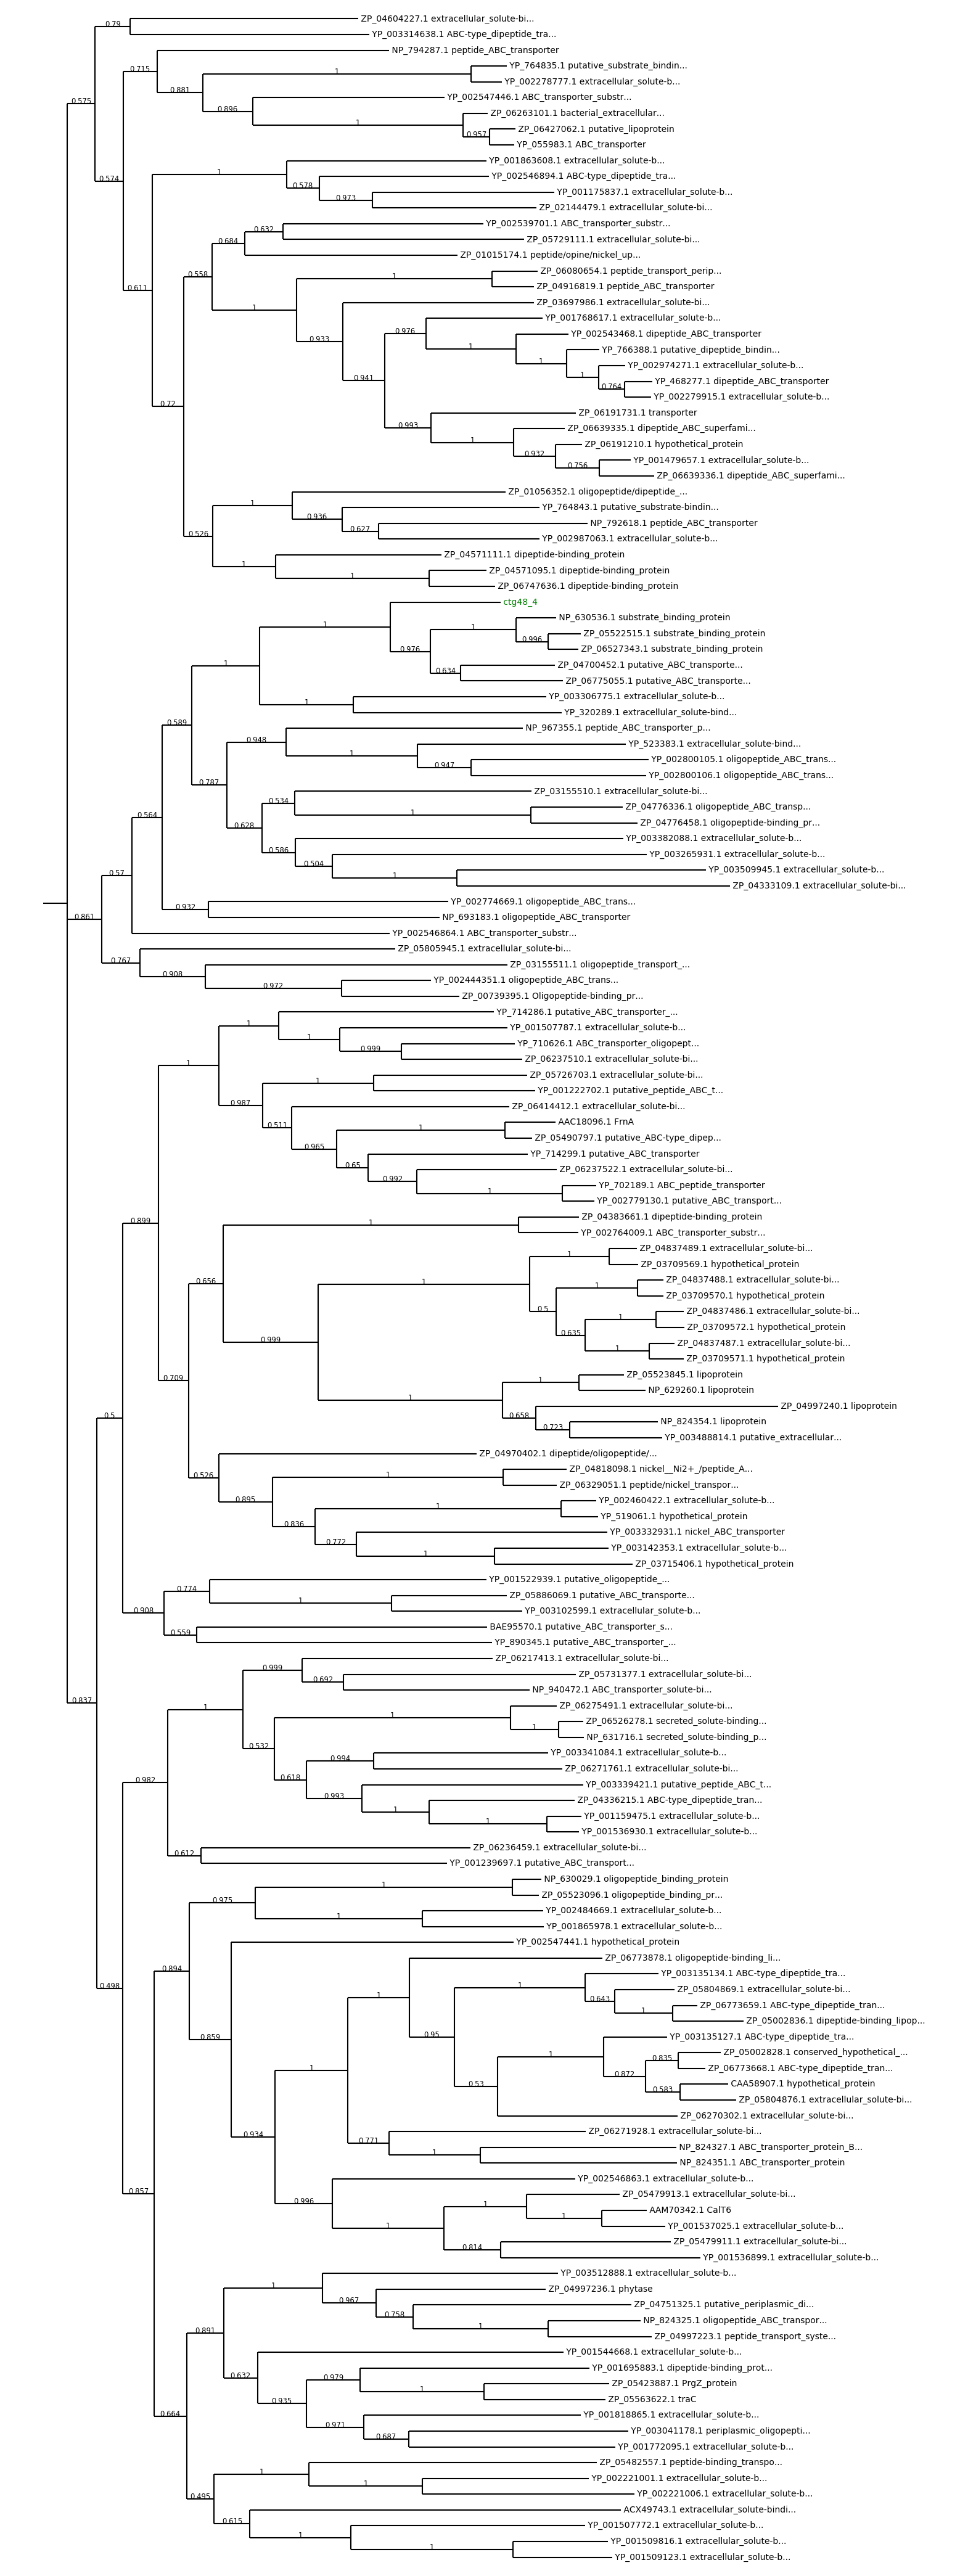 ZP_04604227.1 extracellular_solute-bi...
0.79
YP_003314638.1 ABC-type_dipeptide_tra...
NP_794287.1 peptide_ABC_transporter
0.715
YP_764835.1 putative_substrate_bindin...
1
YP_002278777.1 extracellular_solute-b...
0.881
YP_002547446.1 ABC_transporter_substr...
0.575
0.896
ZP_06263101.1 bacterial_extracellular...
1
ZP_06427062.1 putative_lipoprotein
0.957
YP_055983.1 ABC_transporter
YP_001863608.1 extracellular_solute-b...
1
0.574
YP_002546894.1 ABC-type_dipeptide_tra...
0.578
YP_001175837.1 extracellular_solute-b...
0.973
ZP_02144479.1 extracellular_solute-bi...
YP_002539701.1 ABC_transporter_substr...
0.632
ZP_05729111.1 extracellular_solute-bi...
0.684
ZP_01015174.1 peptide/opine/nickel_up...
0.558
ZP_06080654.1 peptide_transport_perip...
1
ZP_04916819.1 peptide_ABC_transporter
0.611
ZP_03697986.1 extracellular_solute-bi...
1
YP_001768617.1 extracellular_solute-b...
0.976
YP_002543468.1 dipeptide_ABC_transporter
0.933
1
YP_766388.1 putative_dipeptide_bindin...
1
YP_002974271.1 extracellular_solute-b...
1
0.941
YP_468277.1 dipeptide_ABC_transporter
0.764
YP_002279915.1 extracellular_solute-b...
0.72
ZP_06191731.1 transporter
0.993
ZP_06639335.1 dipeptide_ABC_superfami...
1
ZP_06191210.1 hypothetical_protein
0.932
YP_001479657.1 extracellular_solute-b...
0.756
ZP_06639336.1 dipeptide_ABC_superfami...
ZP_01056352.1 oligopeptide/dipeptide_...
1
YP_764843.1 putative_substrate-bindin...
0.936
NP_792618.1 peptide_ABC_transporter
0.627
YP_002987063.1 extracellular_solute-b...
0.526
ZP_04571111.1 dipeptide-binding_protein
1
ZP_04571095.1 dipeptide-binding_protein
1
ZP_06747636.1 dipeptide-binding_protein
ctg48_4
NP_630536.1 substrate_binding_protein
1
1
ZP_05522515.1 substrate_binding_protein
0.996
ZP_06527343.1 substrate_binding_protein
0.976
ZP_04700452.1 putative_ABC_transporte...
1
0.634
ZP_06775055.1 putative_ABC_transporte...
YP_003306775.1 extracellular_solute-b...
1
YP_320289.1 extracellular_solute-bind...
0.589
NP_967355.1 peptide_ABC_transporter_p...
0.948
YP_523383.1 extracellular_solute-bind...
1
YP_002800105.1 oligopeptide_ABC_trans...
0.947
YP_002800106.1 oligopeptide_ABC_trans...
0.787
ZP_03155510.1 extracellular_solute-bi...
0.534
ZP_04776336.1 oligopeptide_ABC_transp...
0.564
1
ZP_04776458.1 oligopeptide-binding_pr...
0.628
YP_003382088.1 extracellular_solute-b...
0.586
YP_003265931.1 extracellular_solute-b...
0.504
YP_003509945.1 extracellular_solute-b...
0.57
1
ZP_04333109.1 extracellular_solute-bi...
YP_002774669.1 oligopeptide_ABC_trans...
0.932
NP_693183.1 oligopeptide_ABC_transporter
0.861
YP_002546864.1 ABC_transporter_substr...
ZP_05805945.1 extracellular_solute-bi...
0.767
ZP_03155511.1 oligopeptide_transport_...
0.908
YP_002444351.1 oligopeptide_ABC_trans...
0.972
ZP_00739395.1 Oligopeptide-binding_pr...
YP_714286.1 putative_ABC_transporter_...
1
YP_001507787.1 extracellular_solute-b...
1
YP_710626.1 ABC_transporter_oligopept...
0.999
ZP_06237510.1 extracellular_solute-bi...
1
ZP_05726703.1 extracellular_solute-bi...
1
YP_001222702.1 putative_peptide_ABC_t...
0.987
ZP_06414412.1 extracellular_solute-bi...
0.511
AAC18096.1 FrnA
1
ZP_05490797.1 putative_ABC-type_dipep...
0.965
YP_714299.1 putative_ABC_transporter
0.65
ZP_06237522.1 extracellular_solute-bi...
0.992
YP_702189.1 ABC_peptide_transporter
1
YP_002779130.1 putative_ABC_transport...
0.899
ZP_04383661.1 dipeptide-binding_protein
1
YP_002764009.1 ABC_transporter_substr...
ZP_04837489.1 extracellular_solute-bi...
1
ZP_03709569.1 hypothetical_protein
0.656
1
ZP_04837488.1 extracellular_solute-bi...
1
ZP_03709570.1 hypothetical_protein
0.5
ZP_04837486.1 extracellular_solute-bi...
1
ZP_03709572.1 hypothetical_protein
0.635
0.999
ZP_04837487.1 extracellular_solute-bi...
1
ZP_03709571.1 hypothetical_protein
0.709
ZP_05523845.1 lipoprotein
1
NP_629260.1 lipoprotein
1
ZP_04997240.1 lipoprotein
0.658
0.5
NP_824354.1 lipoprotein
0.723
YP_003488814.1 putative_extracellular...
ZP_04970402.1 dipeptide/oligopeptide/...
0.526
ZP_04818098.1 nickel__Ni2+_/peptide_A...
1
ZP_06329051.1 peptide/nickel_transpor...
0.895
YP_002460422.1 extracellular_solute-b...
1
YP_519061.1 hypothetical_protein
0.836
YP_003332931.1 nickel_ABC_transporter
0.772
YP_003142353.1 extracellular_solute-b...
1
ZP_03715406.1 hypothetical_protein
YP_001522939.1 putative_oligopeptide_...
0.774
ZP_05886069.1 putative_ABC_transporte...
1
YP_003102599.1 extracellular_solute-b...
0.908
BAE95570.1 putative_ABC_transporter_s...
0.559
YP_890345.1 putative_ABC_transporter_...
ZP_06217413.1 extracellular_solute-bi...
0.999
ZP_05731377.1 extracellular_solute-bi...
0.692
NP_940472.1 ABC_transporter_solute-bi...
0.837
1
ZP_06275491.1 extracellular_solute-bi...
1
ZP_06526278.1 secreted_solute-binding...
1
NP_631716.1 secreted_solute-binding_p...
0.532
YP_003341084.1 extracellular_solute-b...
0.994
ZP_06271761.1 extracellular_solute-bi...
0.618
0.982
YP_003339421.1 putative_peptide_ABC_t...
0.993
ZP_04336215.1 ABC-type_dipeptide_tran...
1
YP_001159475.1 extracellular_solute-b...
1
YP_001536930.1 extracellular_solute-b...
ZP_06236459.1 extracellular_solute-bi...
0.612
YP_001239697.1 putative_ABC_transport...
NP_630029.1 oligopeptide_binding_protein
1
ZP_05523096.1 oligopeptide_binding_pr...
0.975
YP_002484669.1 extracellular_solute-b...
1
YP_001865978.1 extracellular_solute-b...
YP_002547441.1 hypothetical_protein
ZP_06773878.1 oligopeptide-binding_li...
0.894
YP_003135134.1 ABC-type_dipeptide_tra...
0.498
1
ZP_05804869.1 extracellular_solute-bi...
1
0.643
ZP_06773659.1 ABC-type_dipeptide_tran...
1
ZP_05002836.1 dipeptide-binding_lipop...
0.859
0.95
YP_003135127.1 ABC-type_dipeptide_tra...
ZP_05002828.1 conserved_hypothetical_...
1
0.835
ZP_06773668.1 ABC-type_dipeptide_tran...
1
0.872
CAA58907.1 hypothetical_protein
0.53
0.583
ZP_05804876.1 extracellular_solute-bi...
ZP_06270302.1 extracellular_solute-bi...
ZP_06271928.1 extracellular_solute-bi...
0.934
0.771
NP_824327.1 ABC_transporter_protein_B...
1
NP_824351.1 ABC_transporter_protein
YP_002546863.1 extracellular_solute-b...
0.857
ZP_05479913.1 extracellular_solute-bi...
0.996
1
AAM70342.1 CalT6
1
YP_001537025.1 extracellular_solute-b...
1
ZP_05479911.1 extracellular_solute-bi...
0.814
YP_001536899.1 extracellular_solute-b...
YP_003512888.1 extracellular_solute-b...
1
ZP_04997236.1 phytase
0.967
ZP_04751325.1 putative_periplasmic_di...
0.758
NP_824325.1 oligopeptide_ABC_transpor...
1
ZP_04997223.1 peptide_transport_syste...
0.891
YP_001544668.1 extracellular_solute-b...
YP_001695883.1 dipeptide-binding_prot...
0.632
0.979
ZP_05423887.1 PrgZ_protein
1
ZP_05563622.1 traC
0.935
YP_001818865.1 extracellular_solute-b...
0.664
0.971
YP_003041178.1 periplasmic_oligopepti...
0.687
YP_001772095.1 extracellular_solute-b...
ZP_05482557.1 peptide-binding_transpo...
1
YP_002221001.1 extracellular_solute-b...
1
YP_002221006.1 extracellular_solute-b...
0.495
ACX49743.1 extracellular_solute-bindi...
0.615
YP_001507772.1 extracellular_solute-b...
1
YP_001509816.1 extracellular_solute-b...
1
YP_001509123.1 extracellular_solute-b...